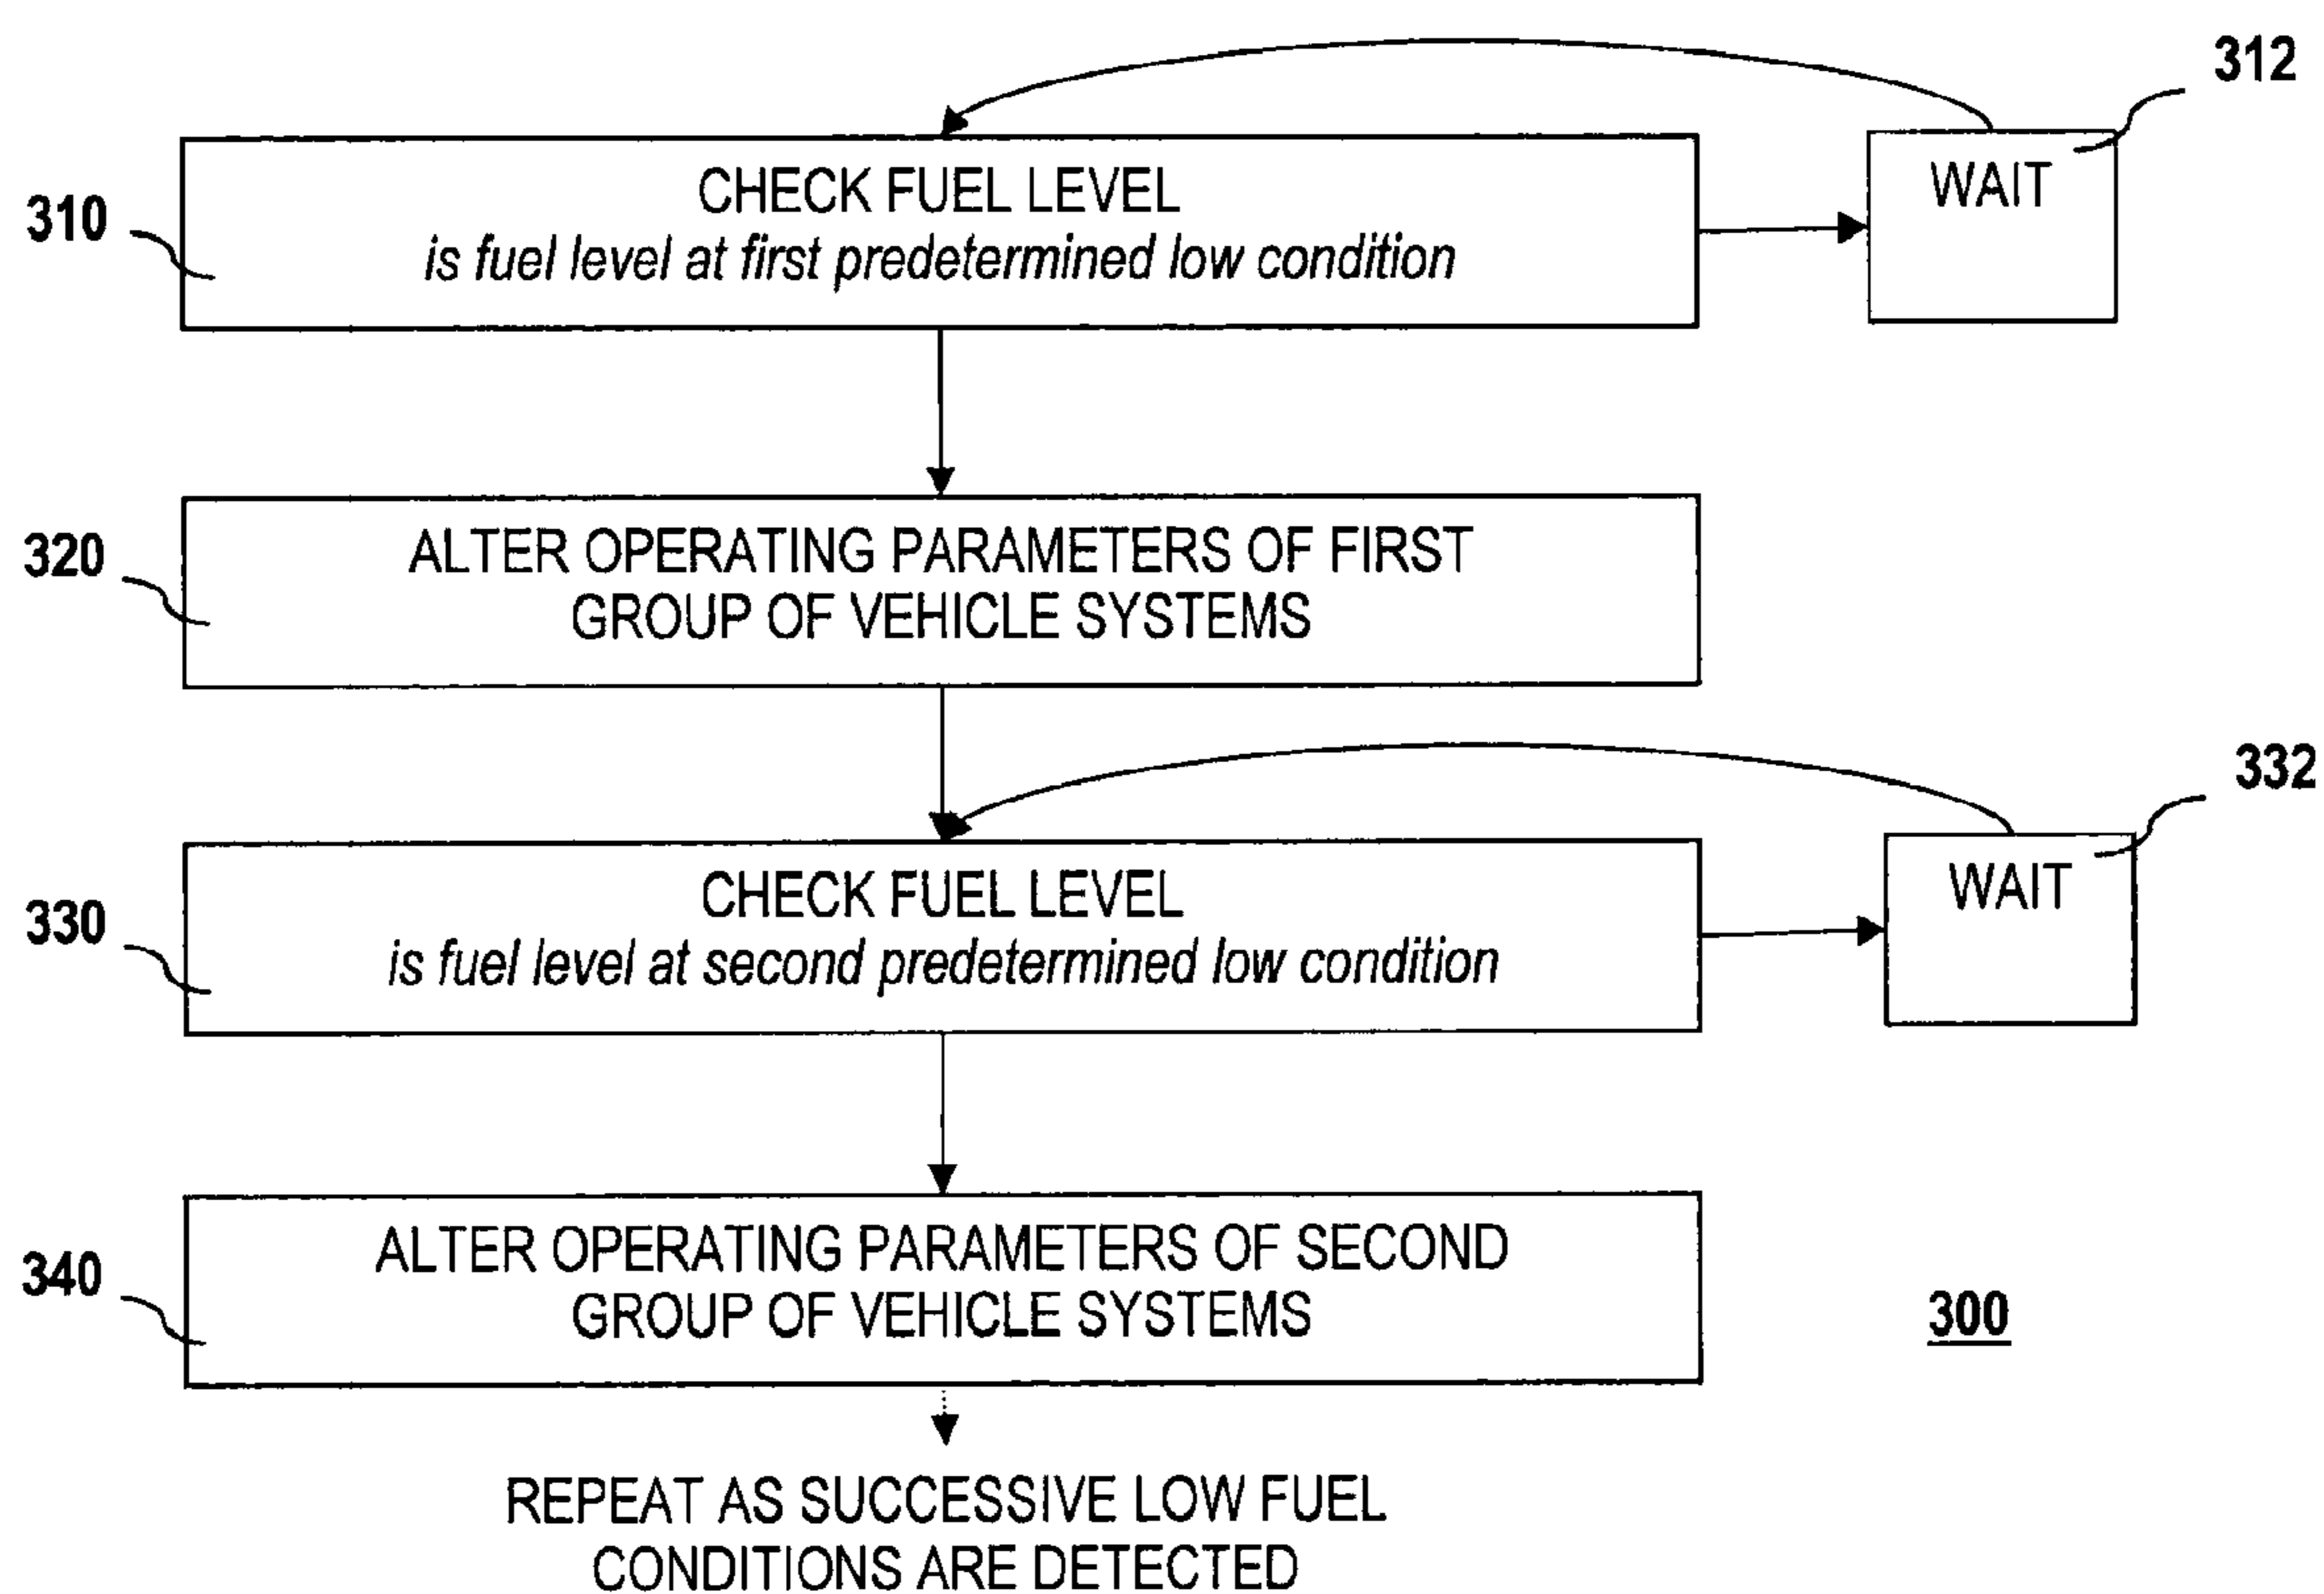 312
CHECK FUEL LEVEL
WAIT
310
is fuel level at first predetermined low condition
320
ALTER OPERATING PARAMETERS OF FIRST
GROUP OF VEHICLE SYSTEMS
332
CHECK FUEL LEVEL
WAIT
330
is fuel level at second predetermined low condition
340
ALTER OPERATING PARAMETERS OF SECOND
GROUP OF VEHICLE SYSTEMS
300
REPEAT AS SUCCESSIVE LOW FUEL
CONDITIONS ARE DETECTED